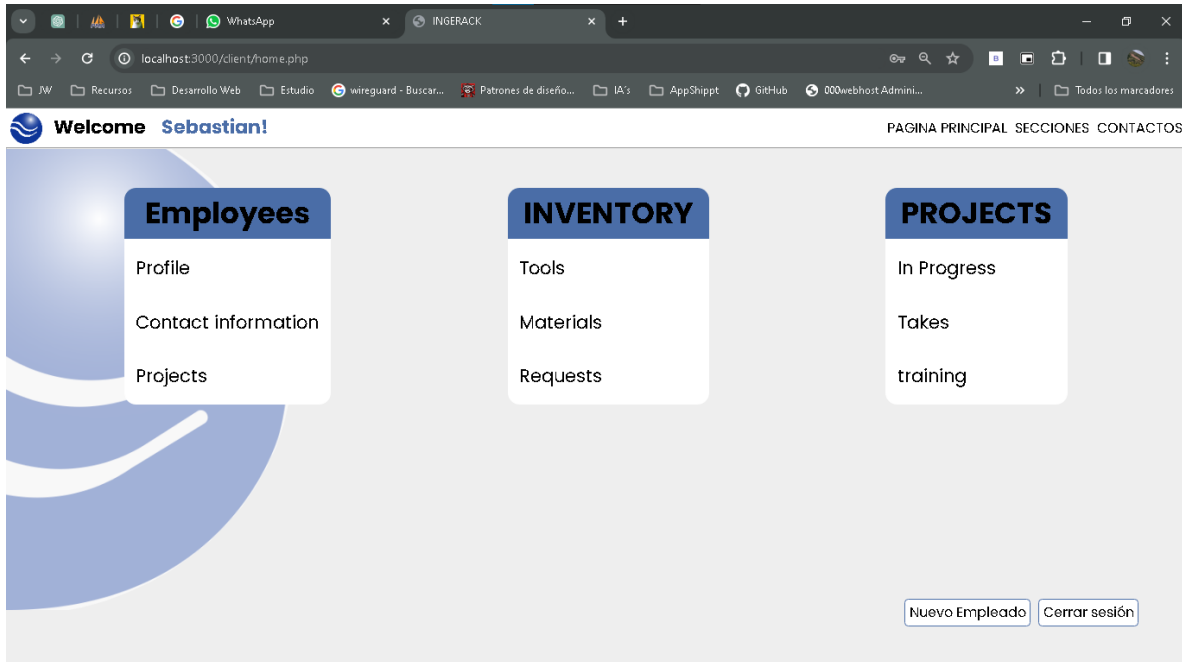 WhatsApp
INGERACK
localhost:3000/client/home.php
JW Recursos Desarrollo Web Estudio wireguard - Buscar... Patrones de diseño... IA's AppShippt GitHub 000webhost Admini... » Todos los marcadores
Welcome Sebastian!
PAGINA PRINCIPAL SECCIONES CONTACTOS
Employees
Profile
Contact information
Projects
INVENTORY
Tools
Materials
Requests
PROJECTS
In Progress
Takes
training
Nuevo Empleado Cerrar sesión